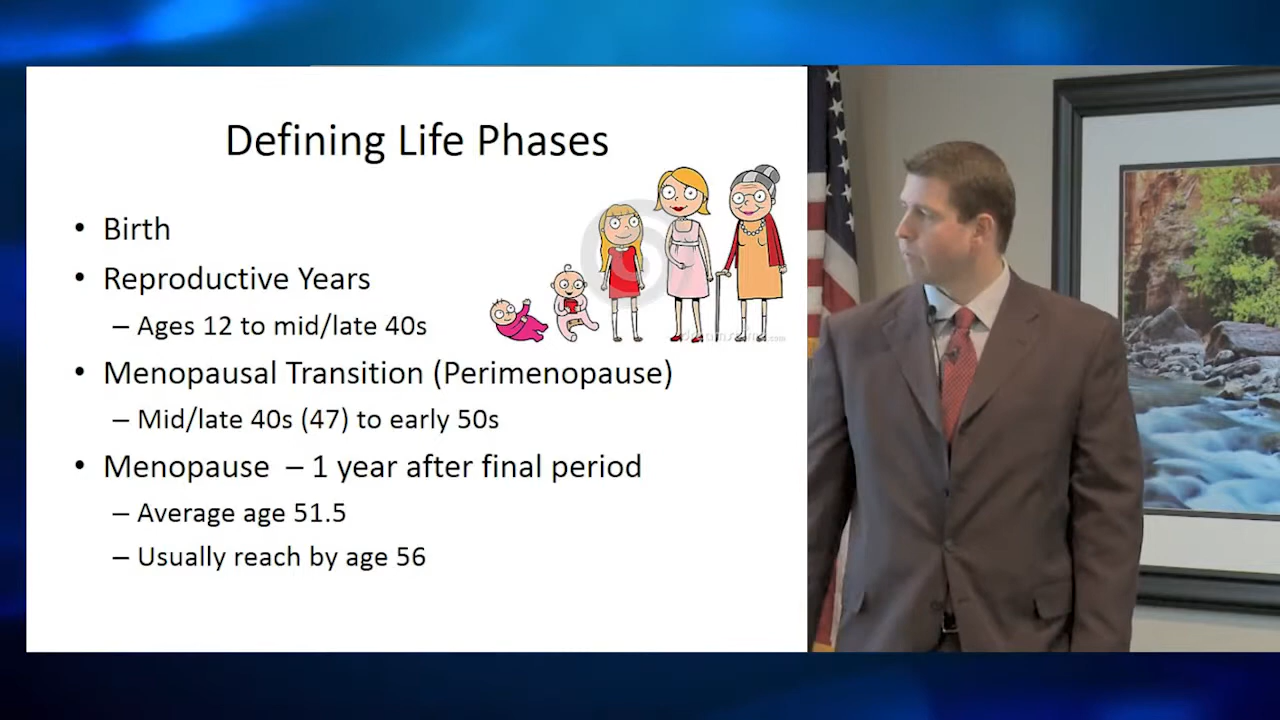 Defining Life Phases
• Birth
• Reproductive Years
– Ages 12 to mid/late 40s
• Menopausal Transition (Perimenopause)
– Mid/late 40s (47) to early 50s
• Menopause – 1 year after final period
– Average age 51.5
– Usually reach by age 56